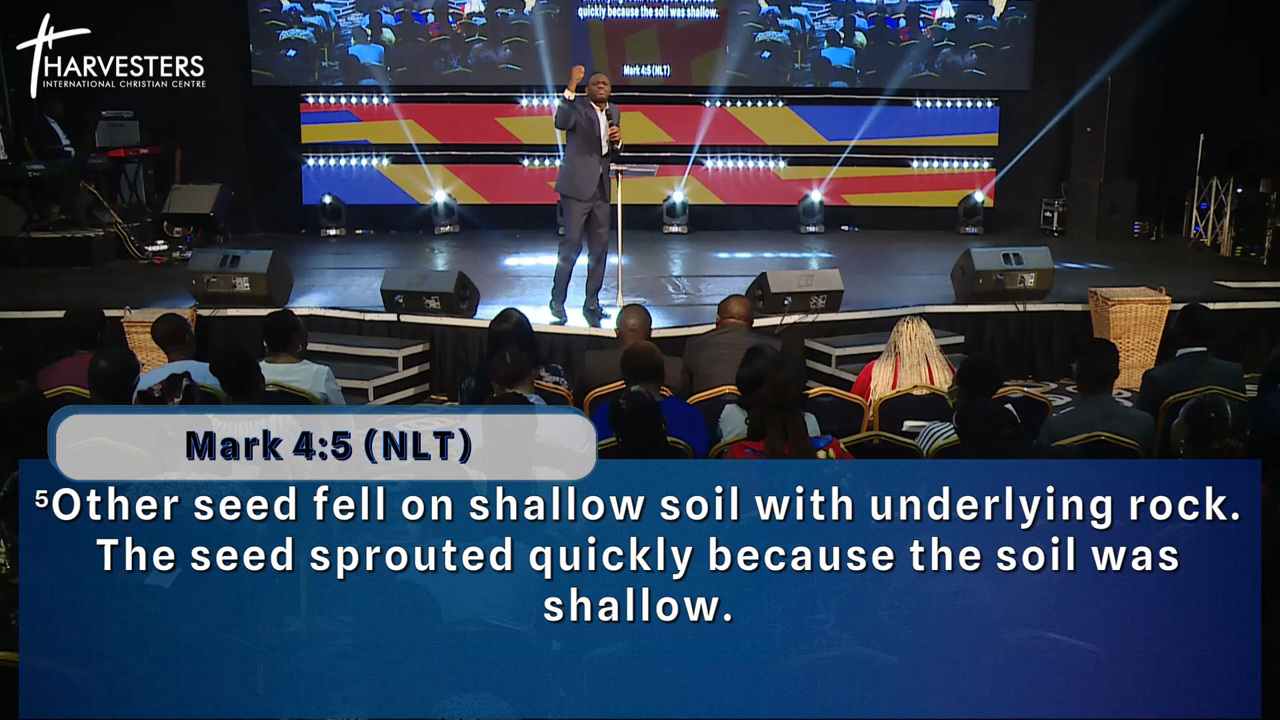 HARVESTERS
INTERNATIONAL CHRISTIAN CENTRE
quickly because the soil was shallow.
Mark 4:5 (NLT)
Mark 4:5 (NLT)
⁵Other seed fell on shallow soil with underlying rock.
The seed sprouted quickly because the soil was
shallow.